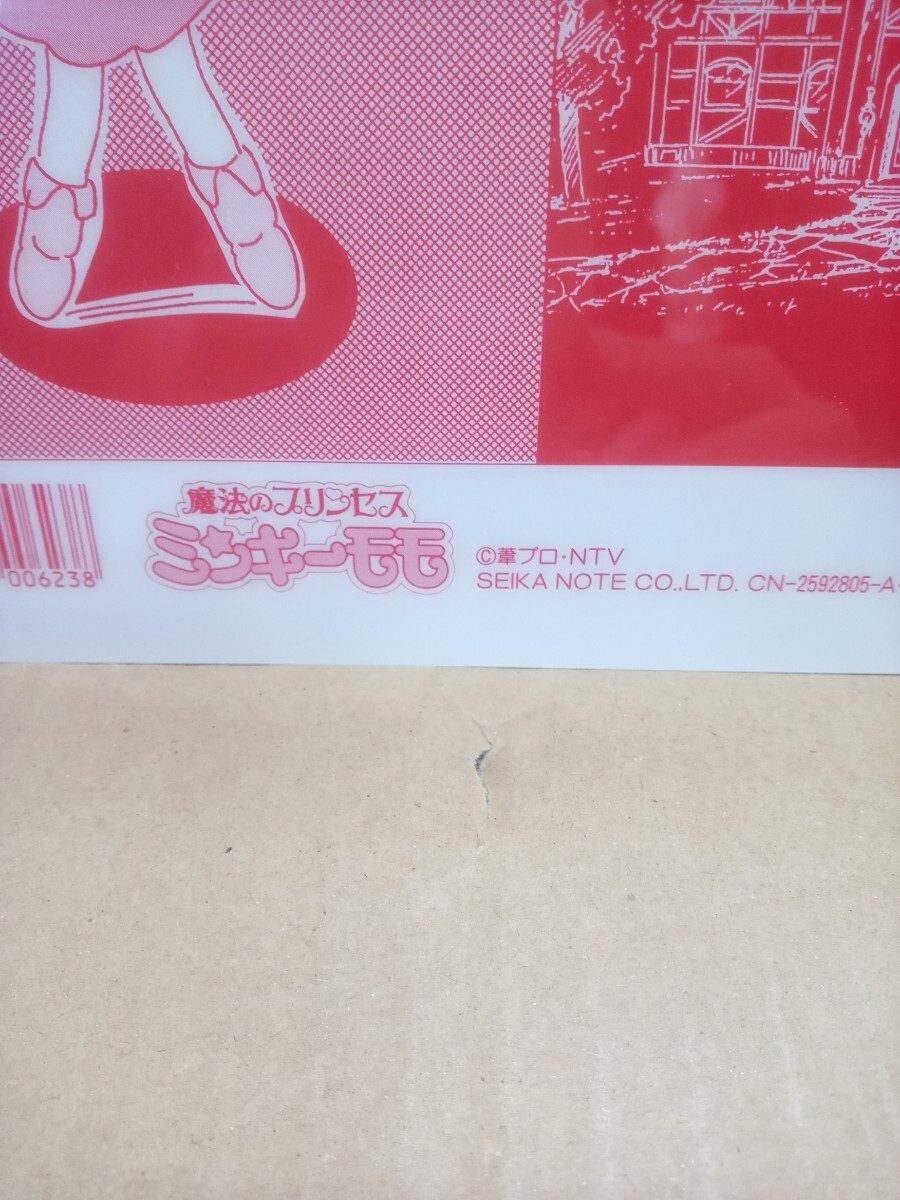 魔法のプリンセス
ミンキーモモ
006238
©葦プロ・NTV
SEIKA NOTE CO.,LTD. CN-2592805-A